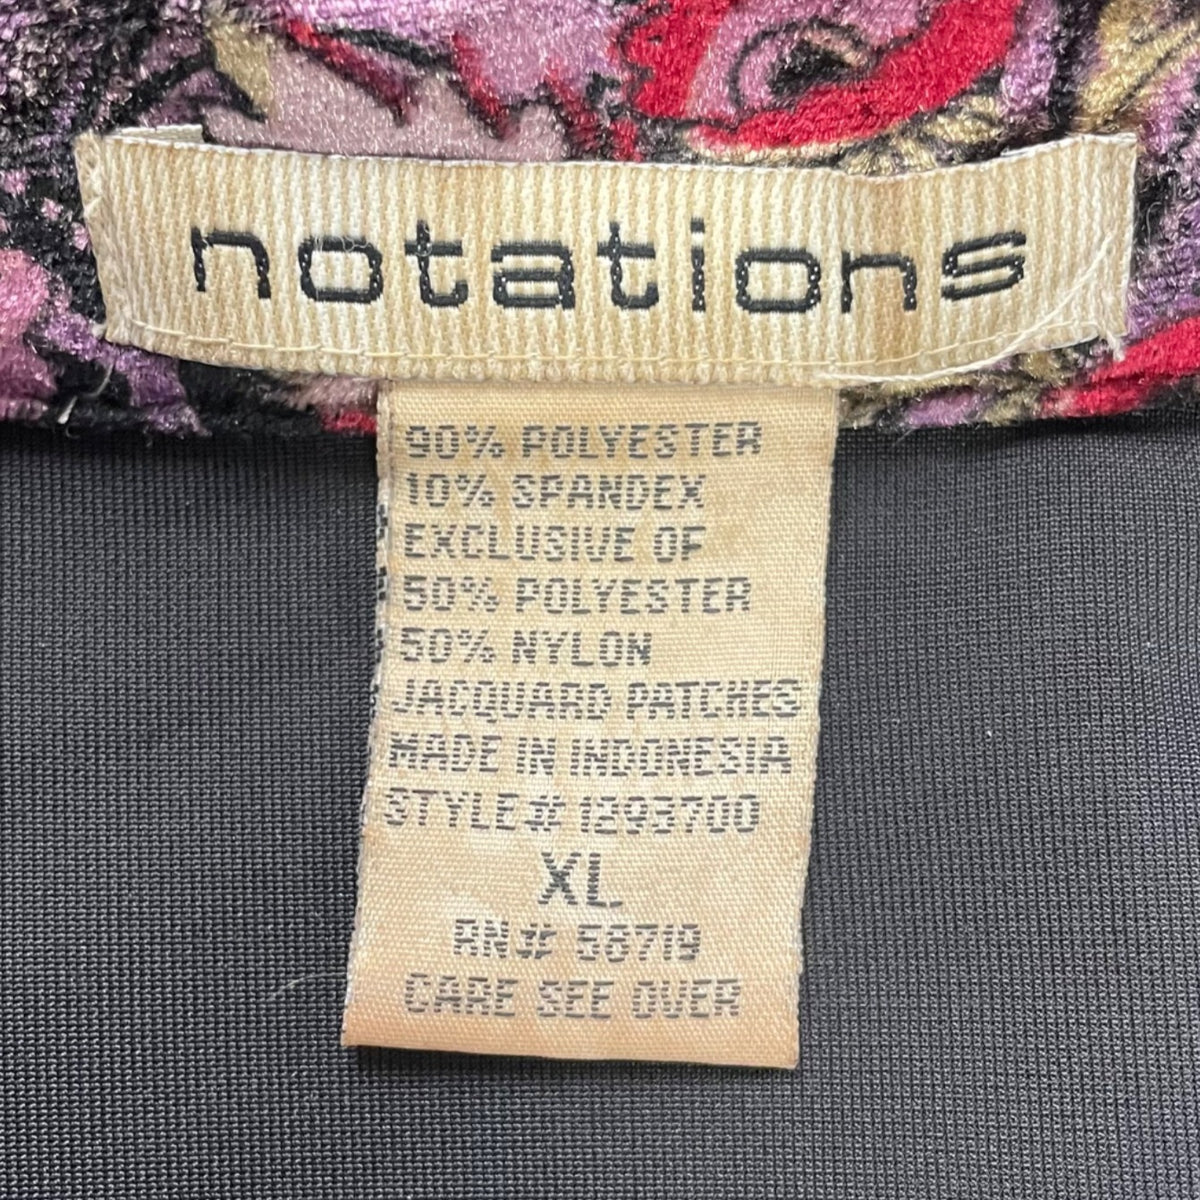 notations
90% POLYESTER
10% SPANDEX
EXCLUSIVE OF
50% POLYESTER
50% NYLON
JACQUARD PATCHES
MADE IN INDONESIA
STYLE# 1293700
XL
RN# 58719
CARE SEE OVER